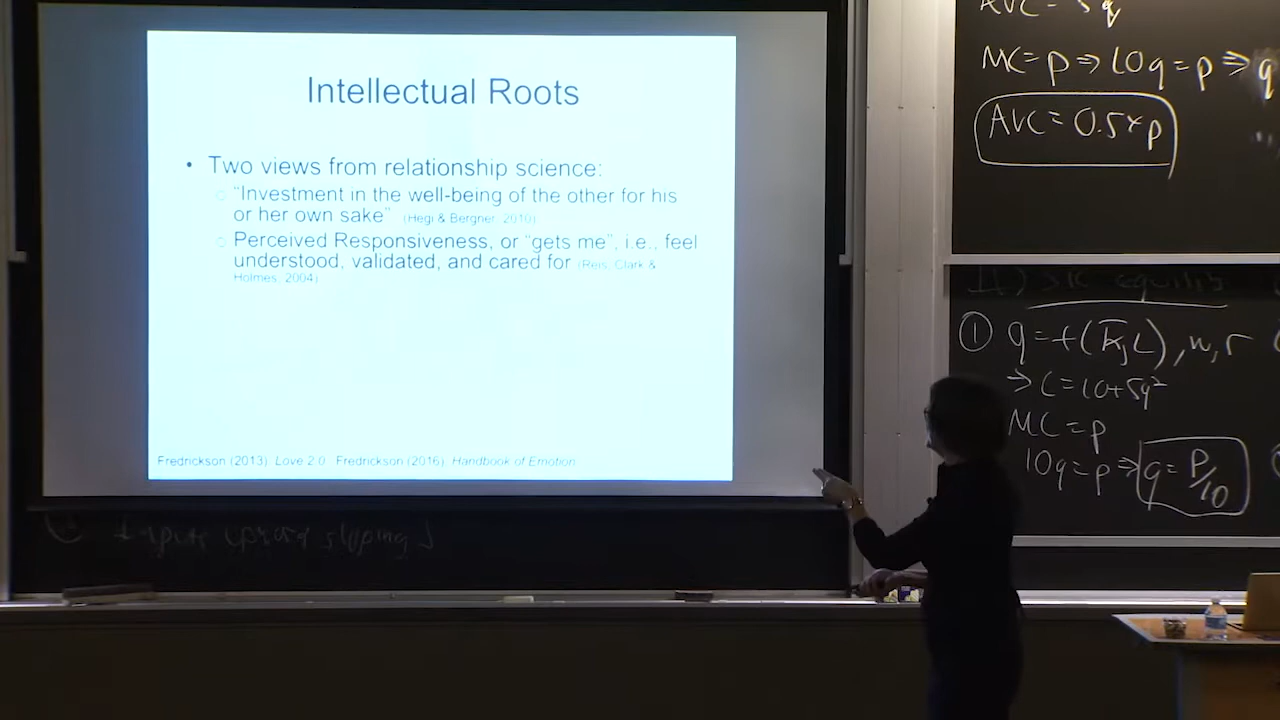 Intellectual Roots
• Two views from relationship science:
○ “Investment in the well-being of the other for his
or her own sake” (Hegi & Bergner, 2010)
○ Perceived Responsiveness, or “gets me”, i.e., feel
understood, validated, and cared for (Reis, Clark &
Holmes, 2004)
Fredrickson (2013) Love 2.0. Fredrickson (2016) Handbook of Emotion
AVC = 5q
MC = p ⇒ 10q = p ⇒ q
AVC = 0.5 × p
① q = f(K̄, L), w, r
⇒ C = 10 + 5q²
MC = p
10q = p ⇒ q = P/10